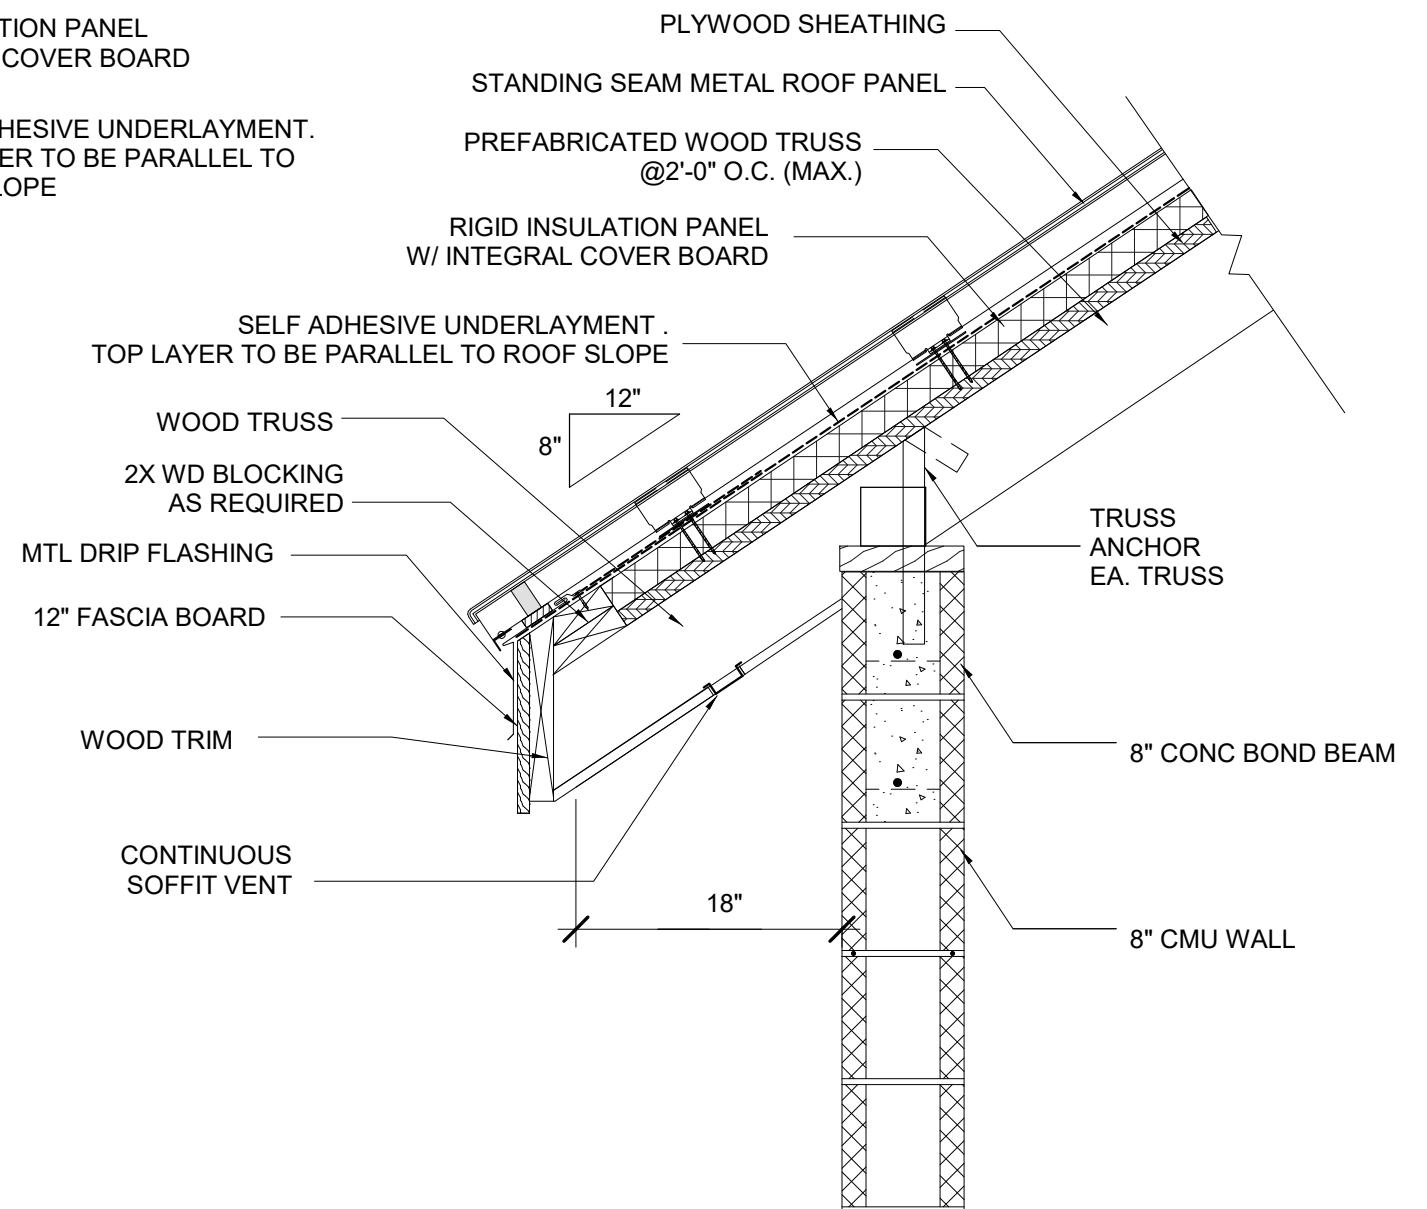 TION PANEL
COVER BOARD
HESIVE UNDERLAYMENT.
ER TO BE PARALLEL TO
LOPE
PLYWOOD SHEATHING
STANDING SEAM METAL ROOF PANEL
PREFABRICATED WOOD TRUSS
@2'-0" O.C. (MAX.)
RIGID INSULATION PANEL
W/ INTEGRAL COVER BOARD
SELF ADHESIVE UNDERLAYMENT .
TOP LAYER TO BE PARALLEL TO ROOF SLOPE
12"
8"
WOOD TRUSS
2X WD BLOCKING
AS REQUIRED
MTL DRIP FLASHING
12" FASCIA BOARD
WOOD TRIM
CONTINUOUS
SOFFIT VENT
18"
TRUSS
ANCHOR
EA. TRUSS
8" CONC BOND BEAM
8" CMU WALL